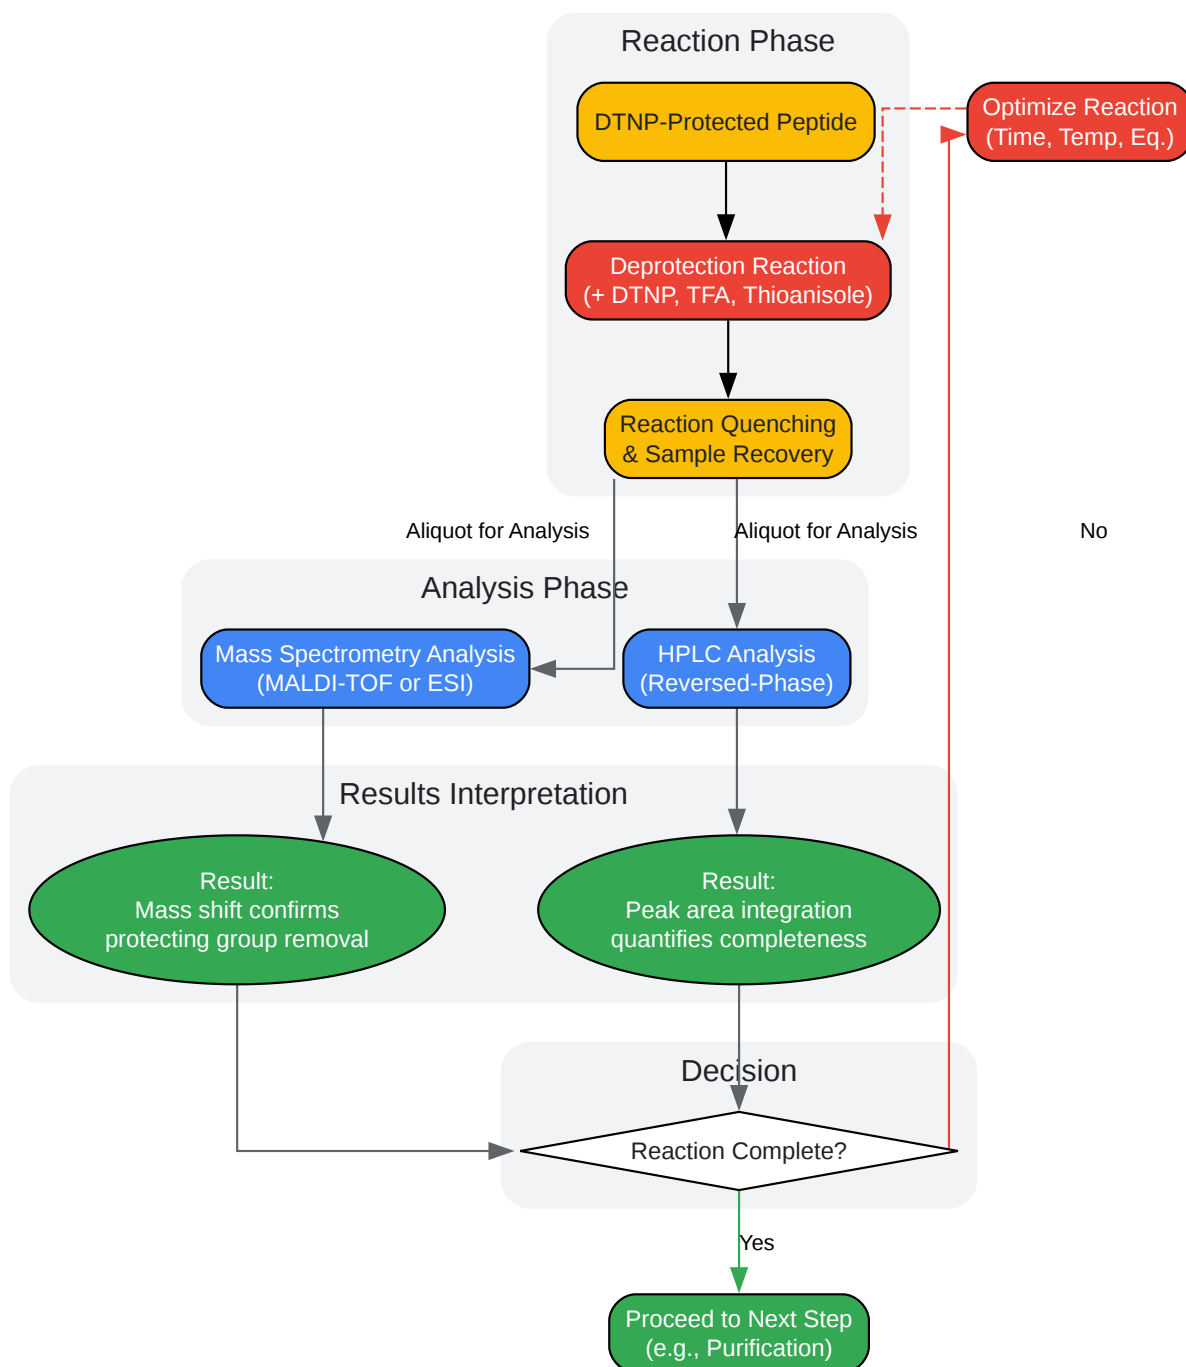 Reaction Phase
DTNP-Protected Peptide
Optimize Reaction
(Time, Temp, Eq.)
Deprotection Reaction
(+ DTNP, TFA, Thioanisole)
Reaction Quenching
& Sample Recovery
Aliquot for Analysis
Aliquot for Analysis
No
Analysis Phase
Mass Spectrometry Analysis
(MALDI-TOF or ESI)
HPLC Analysis
(Reversed-Phase)
Results Interpretation
Result:
Mass shift confirms
protecting group removal
Result:
Peak area integration
quantifies completeness
Decision
Reaction Complete?
Yes
Proceed to Next Step
(e.g., Purification)